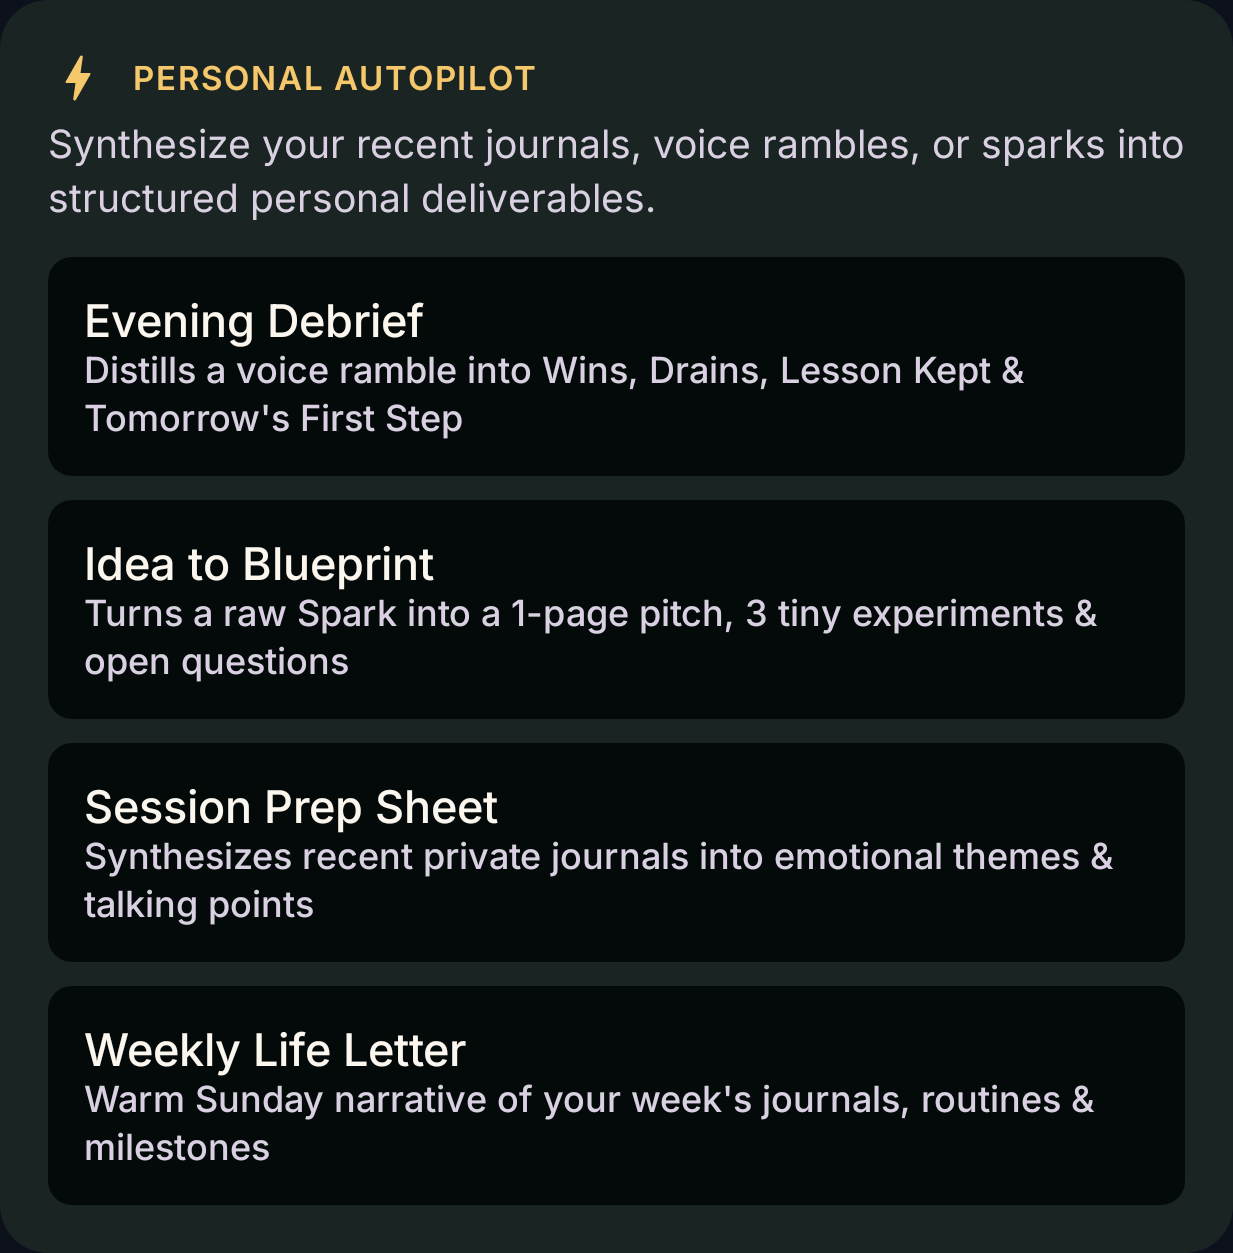 PERSONAL AUTOPILOT
Synthesize your recent journals, voice rambles, or sparks into
structured personal deliverables.
Evening Debrief
Distills a voice ramble into Wins, Drains, Lesson Kept &
Tomorrow's First Step
Idea to Blueprint
Turns a raw Spark into a 1-page pitch, 3 tiny experiments &
open questions
Session Prep Sheet
Synthesizes recent private journals into emotional themes &
talking points
Weekly Life Letter
Warm Sunday narrative of your week's journals, routines &
milestones